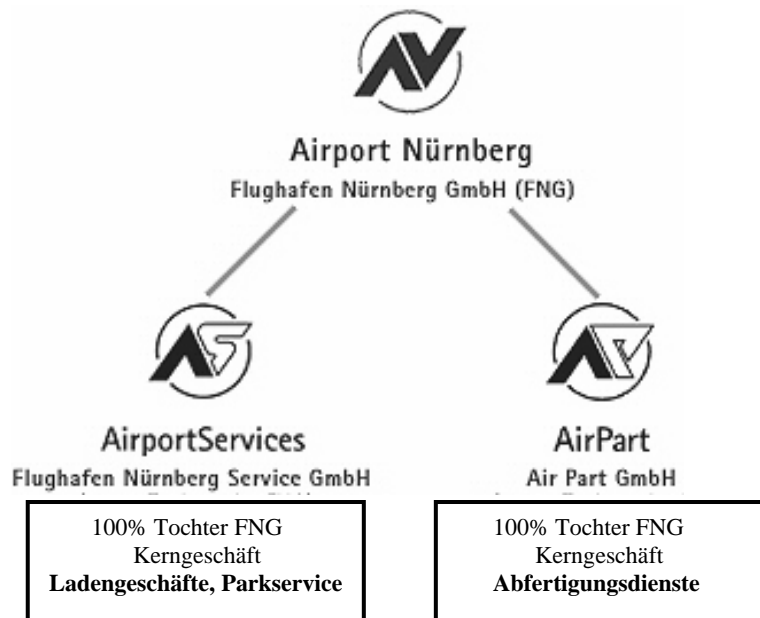 Airport Nürnberg
Flughafen Nürnberg GmbH (FNG)
AirportServices
Flughafen Nürnberg Service GmbH
100% Tochter FNG
Kerngeschäft
Ladengeschäfte, Parkservice
AirPart
Air Part GmbH
100% Tochter FNG
Kerngeschäft
Abfertigungsdienste